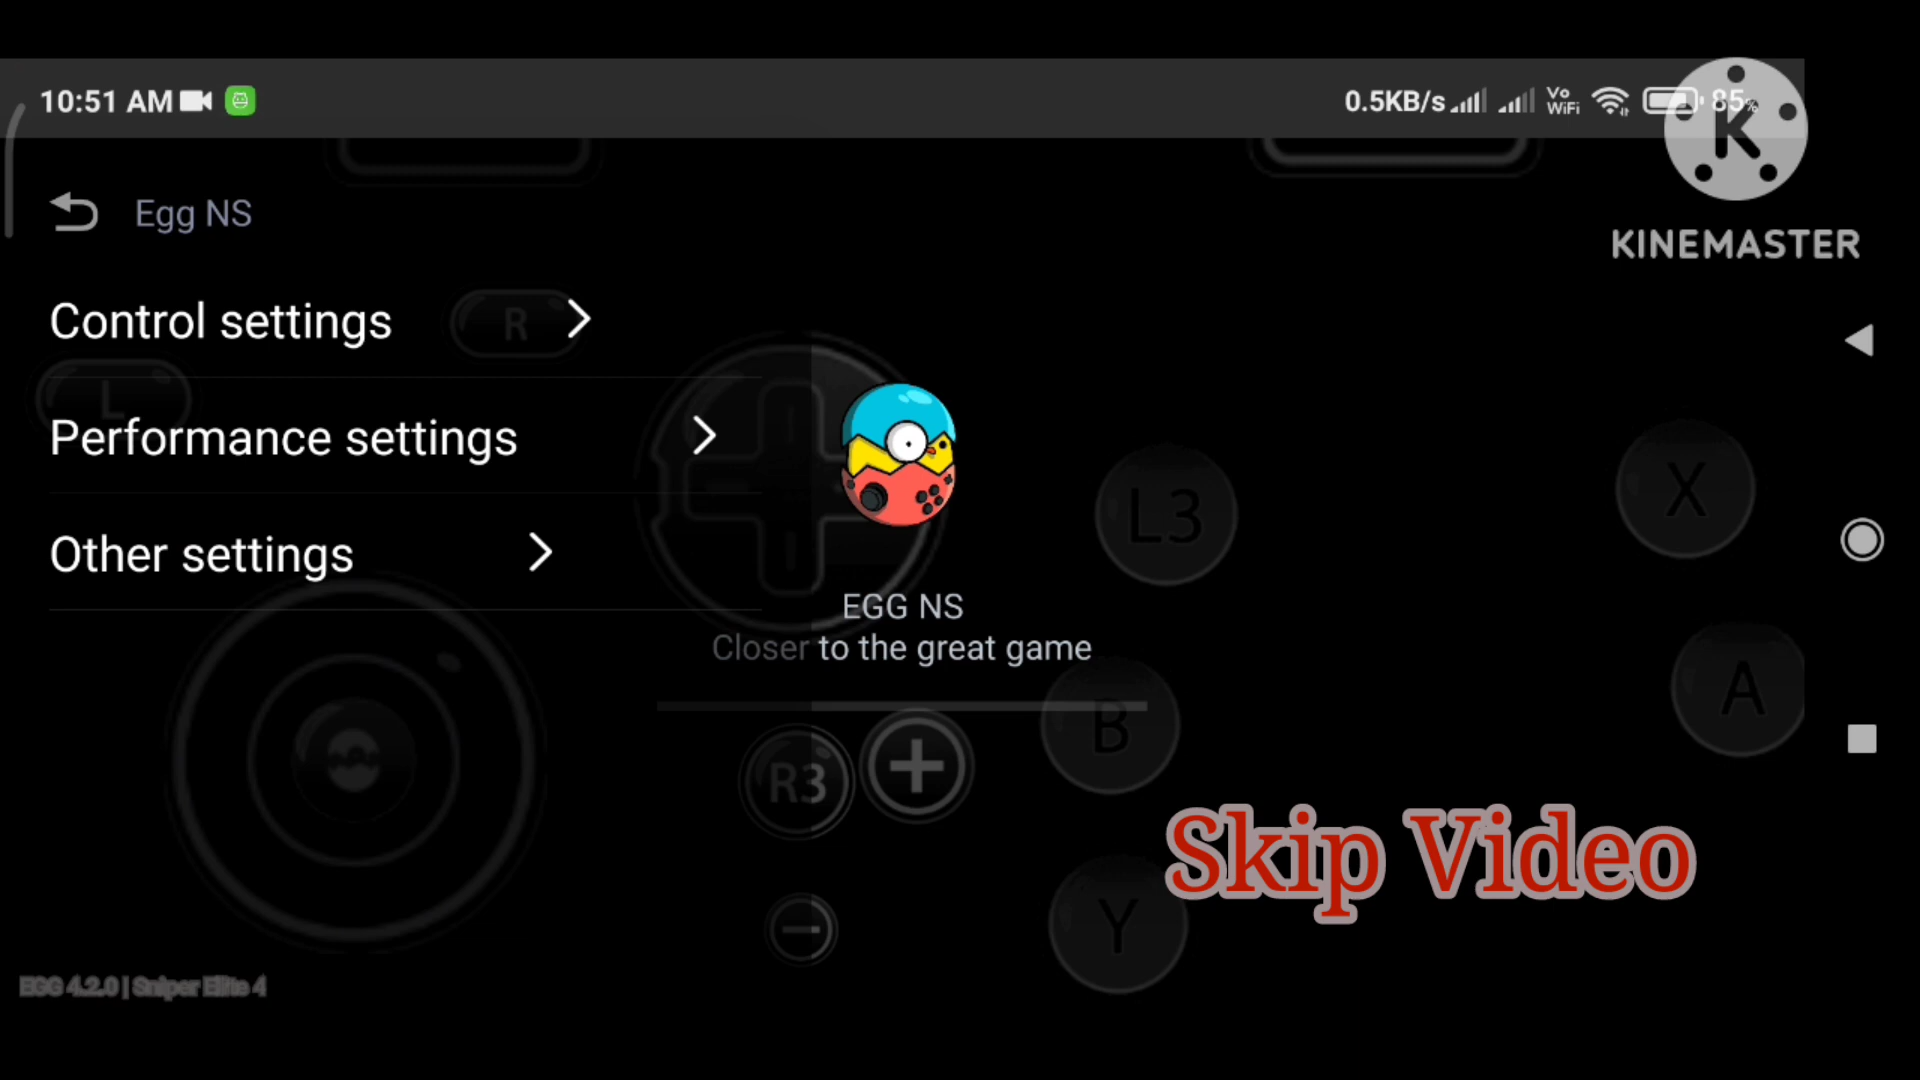 10:51 AM
0.5KB/s
Vo
WiFi
85%
K
KINEMASTER
Egg NS
Control settings
R
L
Performance settings
Other settings
L3
X
EGG NS
Closer to the great game
A
B
R3
Skip Video
Y
EGG 4.2.0 | Sniper Elite 4